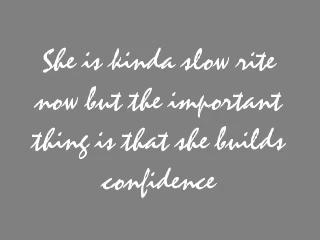 She is kinda slow rite
now but the important
thing is that she builds
confidence